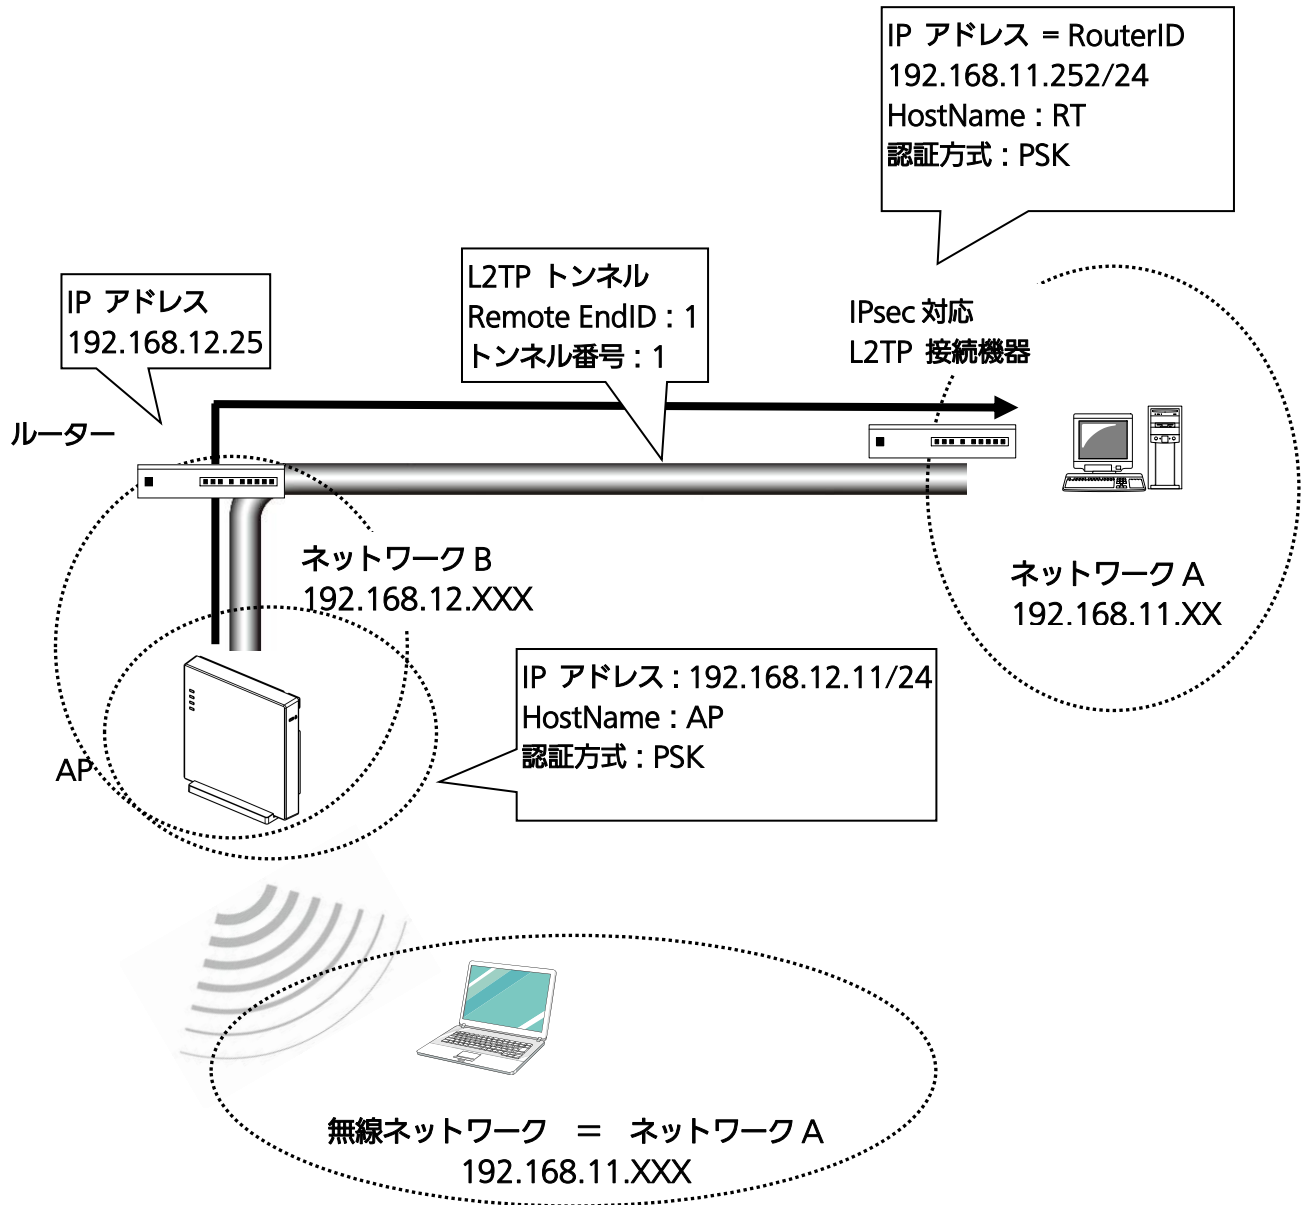 IP アドレス = RouterID
192.168.11.252/24
HostName : RT
認証方式 : PSK
L2TP トンネル
Remote EndID : 1
トンネル番号 : 1
IP アドレス
192.168.12.25
IPsec 対応
L2TP 接続機器
ルーター
ネットワーク B
192.168.12.XXX
ネットワーク A
192.168.11.XX
IP アドレス : 192.168.12.11/24
HostName : AP
認証方式 : PSK
AP
無線ネットワーク = ネットワーク A
192.168.11.XXX